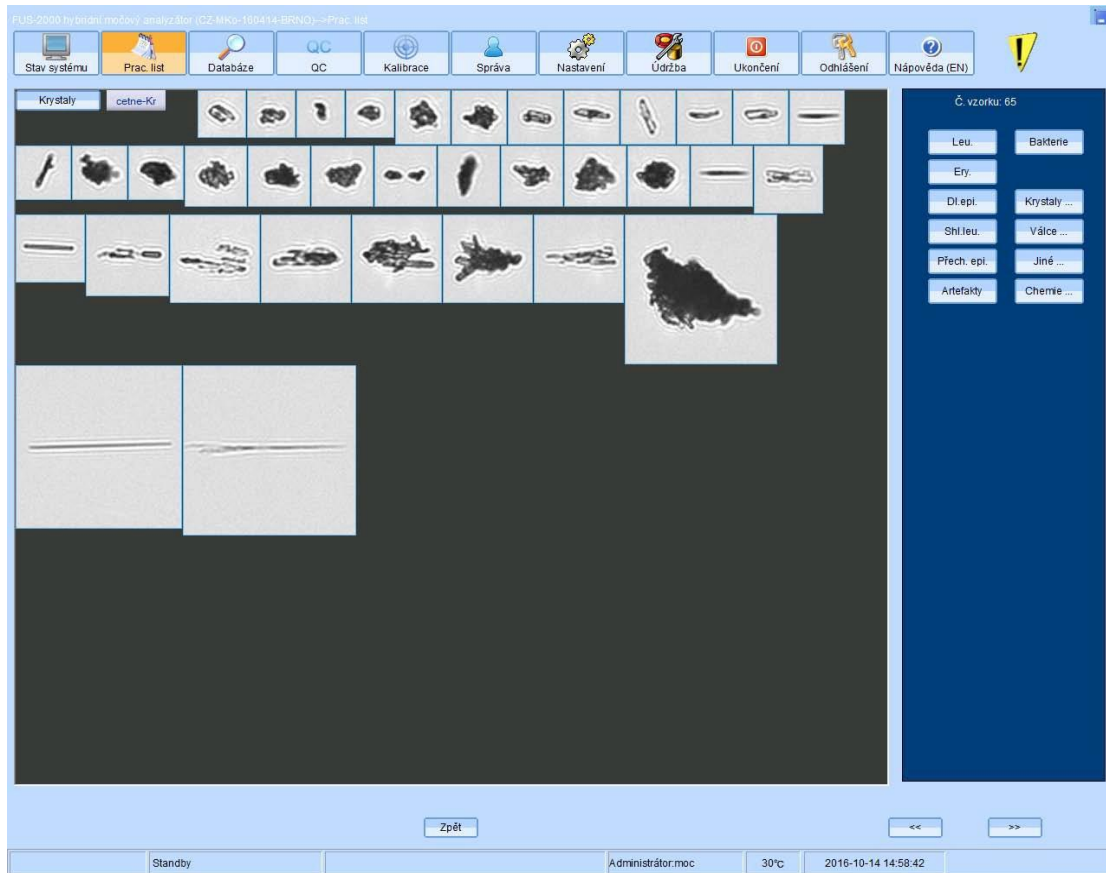 FUS-2000 hybridní močový analyzátor (CZ-MKo-160414-BRNO)-->Prac. list
Stav systému
Prac. list
Databáze
QC
QC
Kalibrace
Správa
Nastavení
Údržba
Ukončení
Odhlášení
Nápověda (EN)
Krystaly
cetne-Kr
Č. vzorku: 65
Leu.
Bakterie
Ery.
Dl.epi.
Krystaly ...
Shl.leu.
Válce ...
Přech. epi.
Jiné ...
Artefakty
Chemie ...
Zpět
<<
>>
Standby
Administrátor:moc
30℃
2016-10-14 14:58:42